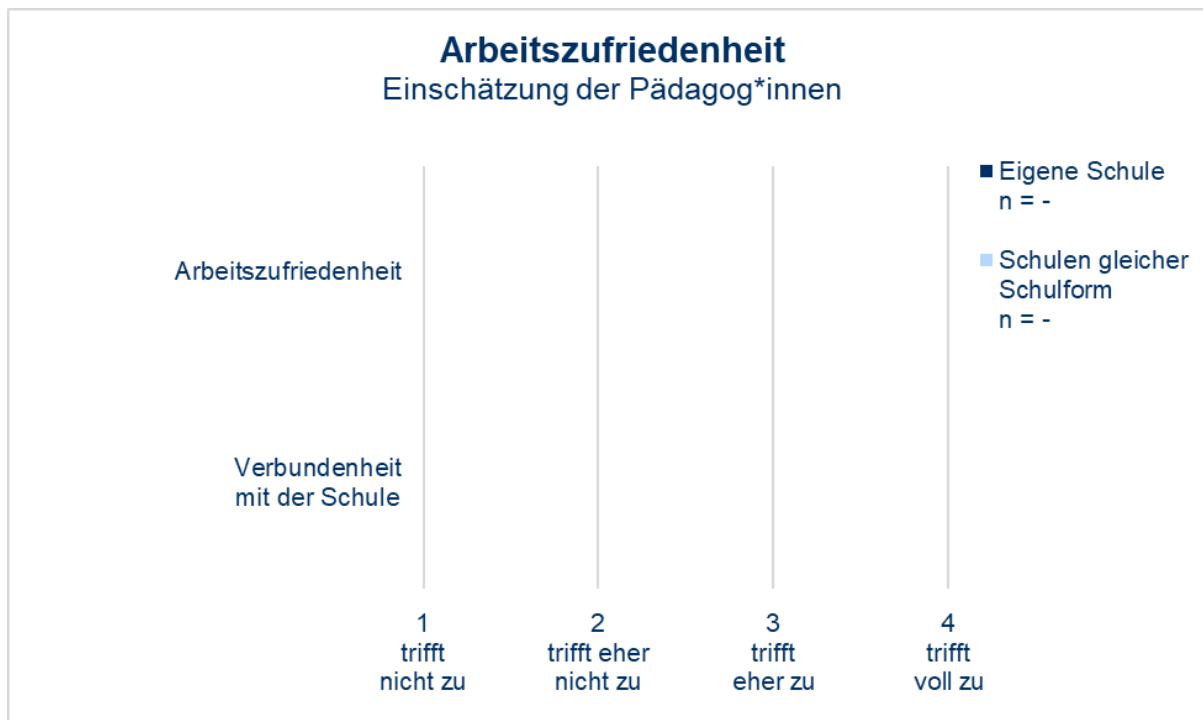 Arbeitszufriedenheit
Einschätzung der Pädagog*innen
Eigene Schule
n = -
Schulen gleicher
Schulform
n = -
Arbeitszufriedenheit
Verbundenheit
mit der Schule
1
trifft
nicht zu
2
trifft eher
nicht zu
3
trifft
eher zu
4
trifft
voll zu